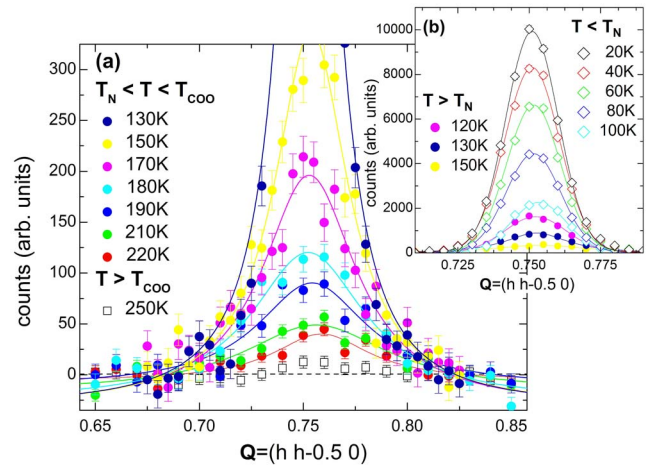 (a)
T_N < T < T_COO
130K
150K
170K
180K
190K
210K
220K
T > T_COO
250K
counts (arb. units)
300
250
200
150
100
50
0
0.65 0.70 0.75 0.80 0.85
Q=(h h-0.5 0)
(b)
T < T_N
20K
40K
60K
80K
100K
T > T_N
120K
130K
150K
counts (arb. units)
10000
8000
6000
4000
2000
0
0.725 0.750 0.775
Q=(h h-0.5 0)